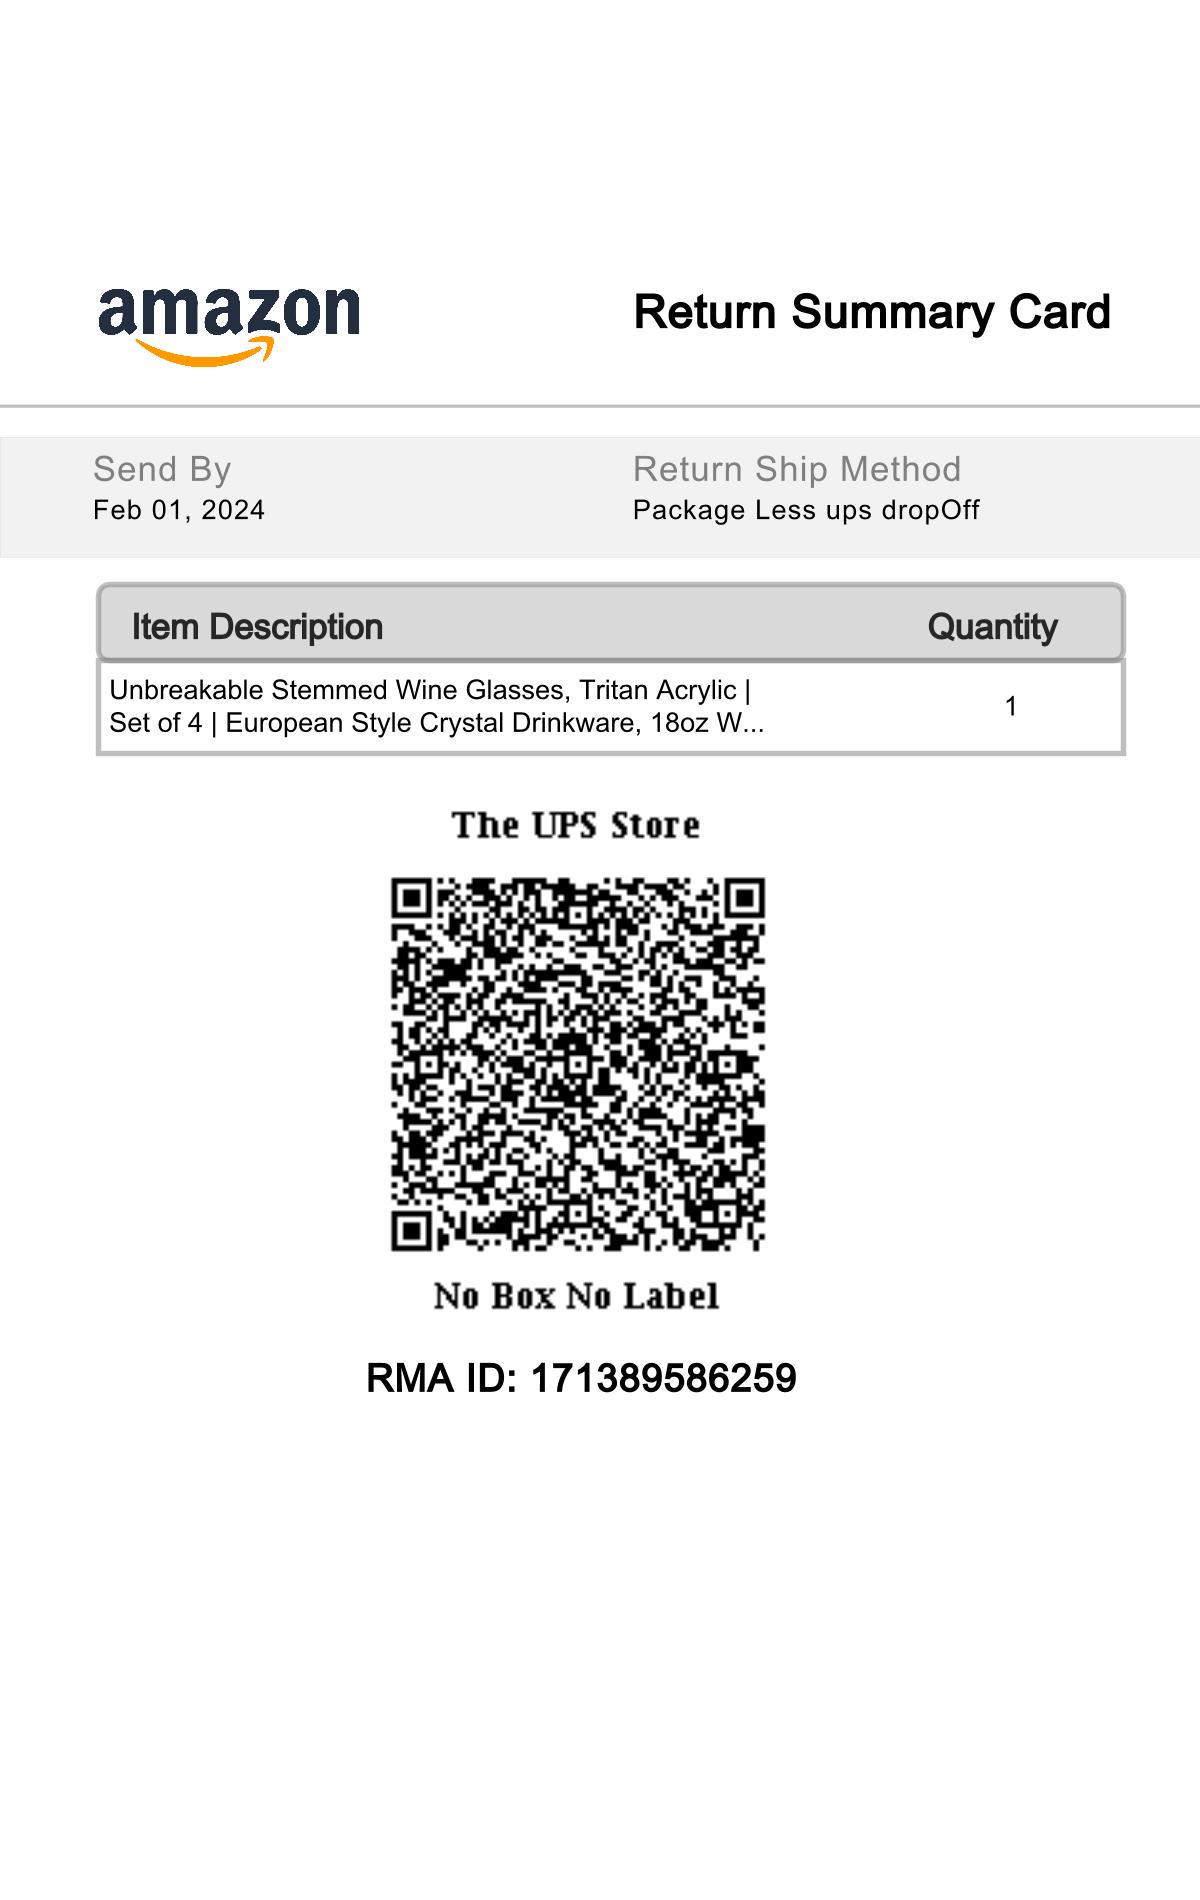 amazon
Return Summary Card
Send By
Feb 01, 2024
Return Ship Method
Package Less ups dropOff
Item Description
Quantity
Unbreakable Stemmed Wine Glasses, Tritan Acrylic |
Set of 4 | European Style Crystal Drinkware, 18oz W...
1
The UPS Store
No Box No Label
RMA ID: 171389586259